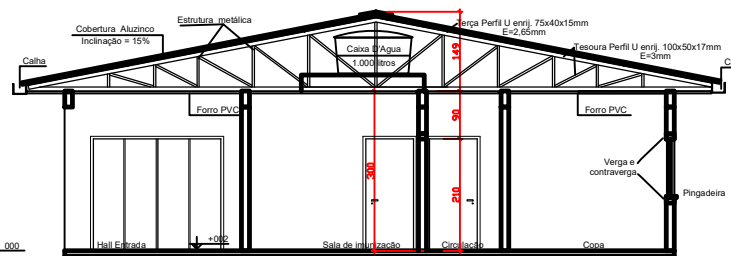 Cobertura Aluzinco
Inclinação = 15%
Estrutura metálica
Terça Perfil U enrij. 75x40x15mm
E=2,65mm
Tesoura Perfil U enrij. 100x50x17mm
E=3mm
Calha
Caixa D'Agua
1.000 litros
149
C
Forro PVC
90
Forro PVC
300
210
Verga e
contraverga
Pingadeira
000
Hall Entrada
+002
Sala de imunização
Circulação
Copa